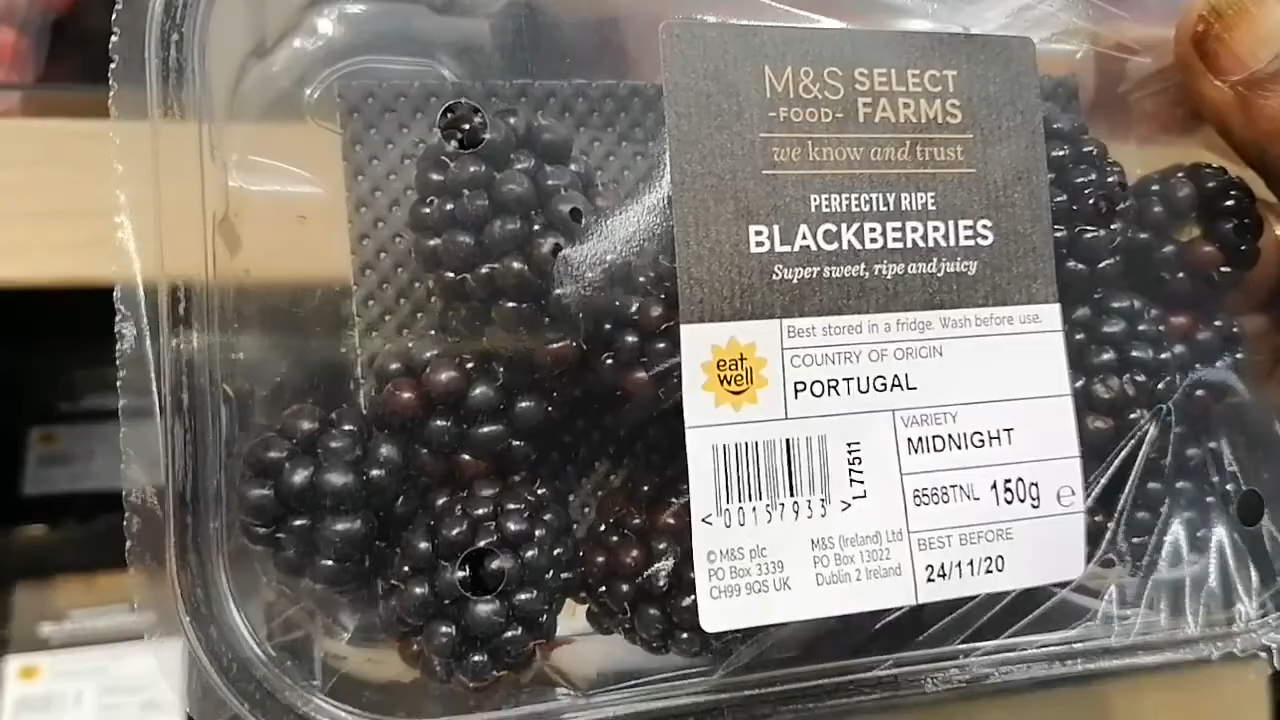 M&S SELECT
-FOOD- FARMS
we know and trust
PERFECTLY RIPE
BLACKBERRIES
Super sweet, ripe and juicy
eat
well
Best stored in a fridge. Wash before use.
COUNTRY OF ORIGIN
PORTUGAL
VARIETY
MIDNIGHT
L77511
< 00157933 >
6568TNL 150g e
© M&S plc
PO Box 3339
CH99 9QS UK
M&S (Ireland) Ltd
PO Box 13022
Dublin 2 Ireland
BEST BEFORE
24/11/20